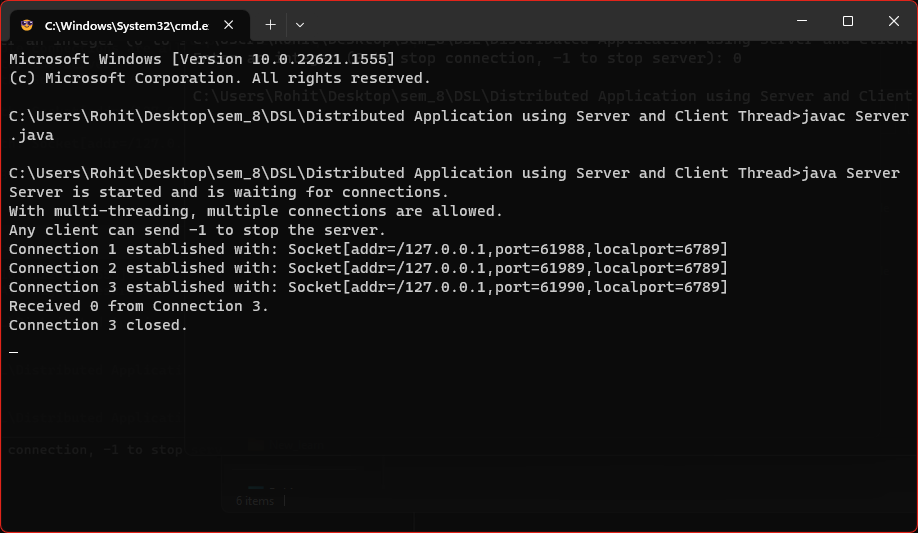 C:\Windows\System32\cmd.e
Microsoft Windows [Version 10.0.22621.1555]
(c) Microsoft Corporation. All rights reserved.
C:\Users\Rohit\Desktop\sem_8\DSL\Distributed Application using Server and Client Thread>javac Server
.java
C:\Users\Rohit\Desktop\sem_8\DSL\Distributed Application using Server and Client Thread>java Server
Server is started and is waiting for connections.
With multi-threading, multiple connections are allowed.
Any client can send -1 to stop the server.
Connection 1 established with: Socket[addr=/127.0.0.1,port=61988,localport=6789]
Connection 2 established with: Socket[addr=/127.0.0.1,port=61989,localport=6789]
Connection 3 established with: Socket[addr=/127.0.0.1,port=61990,localport=6789]
Received 0 from Connection 3.
Connection 3 closed.
connection, -1 to stop
6 items